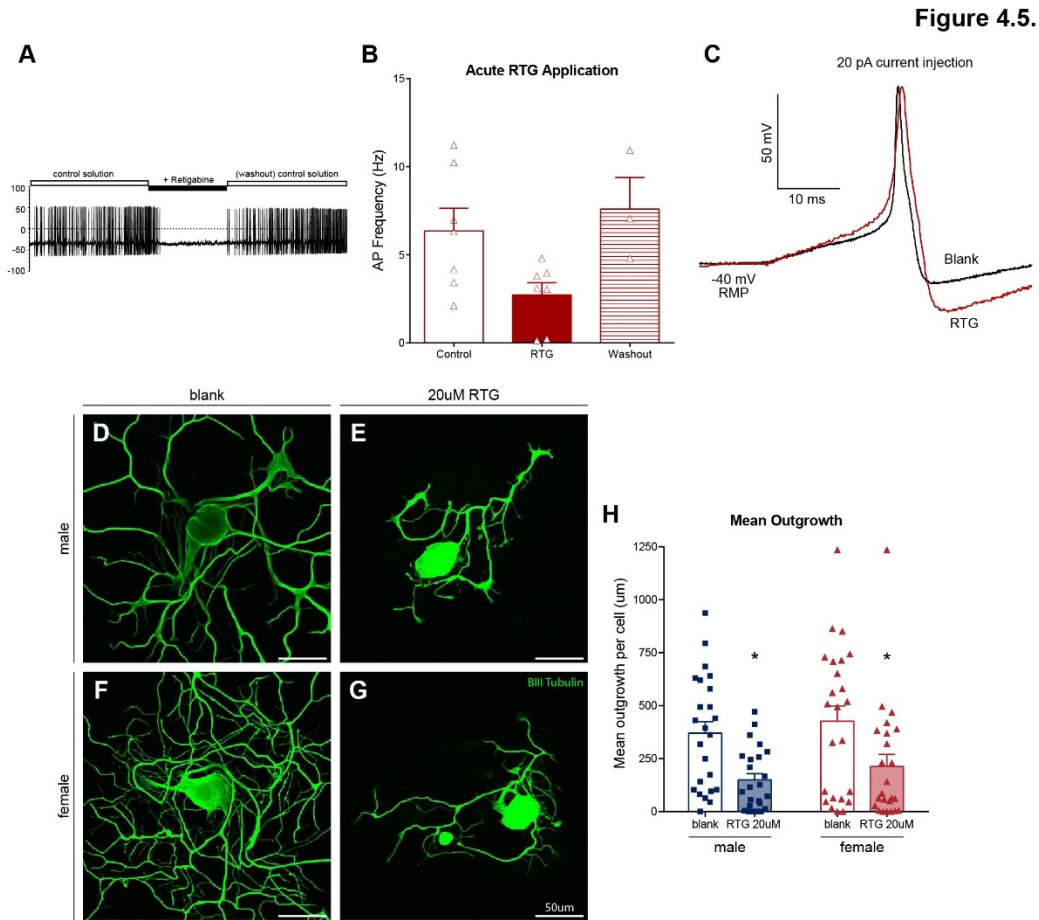 Figure 4.5.
A
control solution
+ Retigabine
(washout) control solution
100
50
0
-50
-100
B
Acute RTG Application
AP Frequency (Hz)
15
10
5
0
Control
RTG
Washout
C
20 pA current injection
50 mV
10 ms
-40 mV
RMP
Blank
RTG
blank
20uM RTG
male
female
D
E
F
G
BIII Tubulin
50um
H
Mean Outgrowth
Mean outgrowth per cell (um)
1250
1000
750
500
250
0
*
*
blank
RTG 20uM
blank
RTG 20uM
male
female